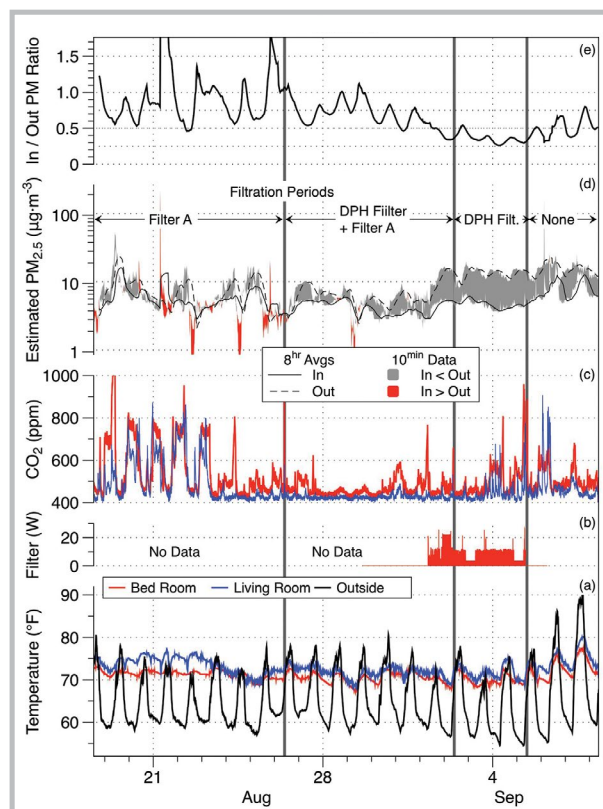 (e)
In / Out PM Ratio
1.5
1.0
0.5
0
(d)
Filtration Periods
Filter A
DPH Fiilter
+ Filter A
DPH Filt.
None
Estimated PM2.5 (µg·m-3)
100
10
1
8hr Avgs
In
Out
10min Data
In < Out
In > Out
(c)
CO2 (ppm)
1000
800
600
400
(b)
Filter (W)
20
0
No Data
No Data
Bed Room
Living Room
Outside
(a)
Temperature (°F)
90
80
70
60
21
28
4
Aug
Sep